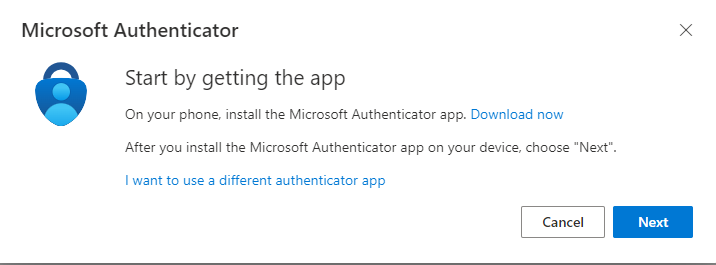 Microsoft Authenticator
Start by getting the app
On your phone, install the Microsoft Authenticator app. Download now
After you install the Microsoft Authenticator app on your device, choose "Next".
I want to use a different authenticator app
Cancel
Next